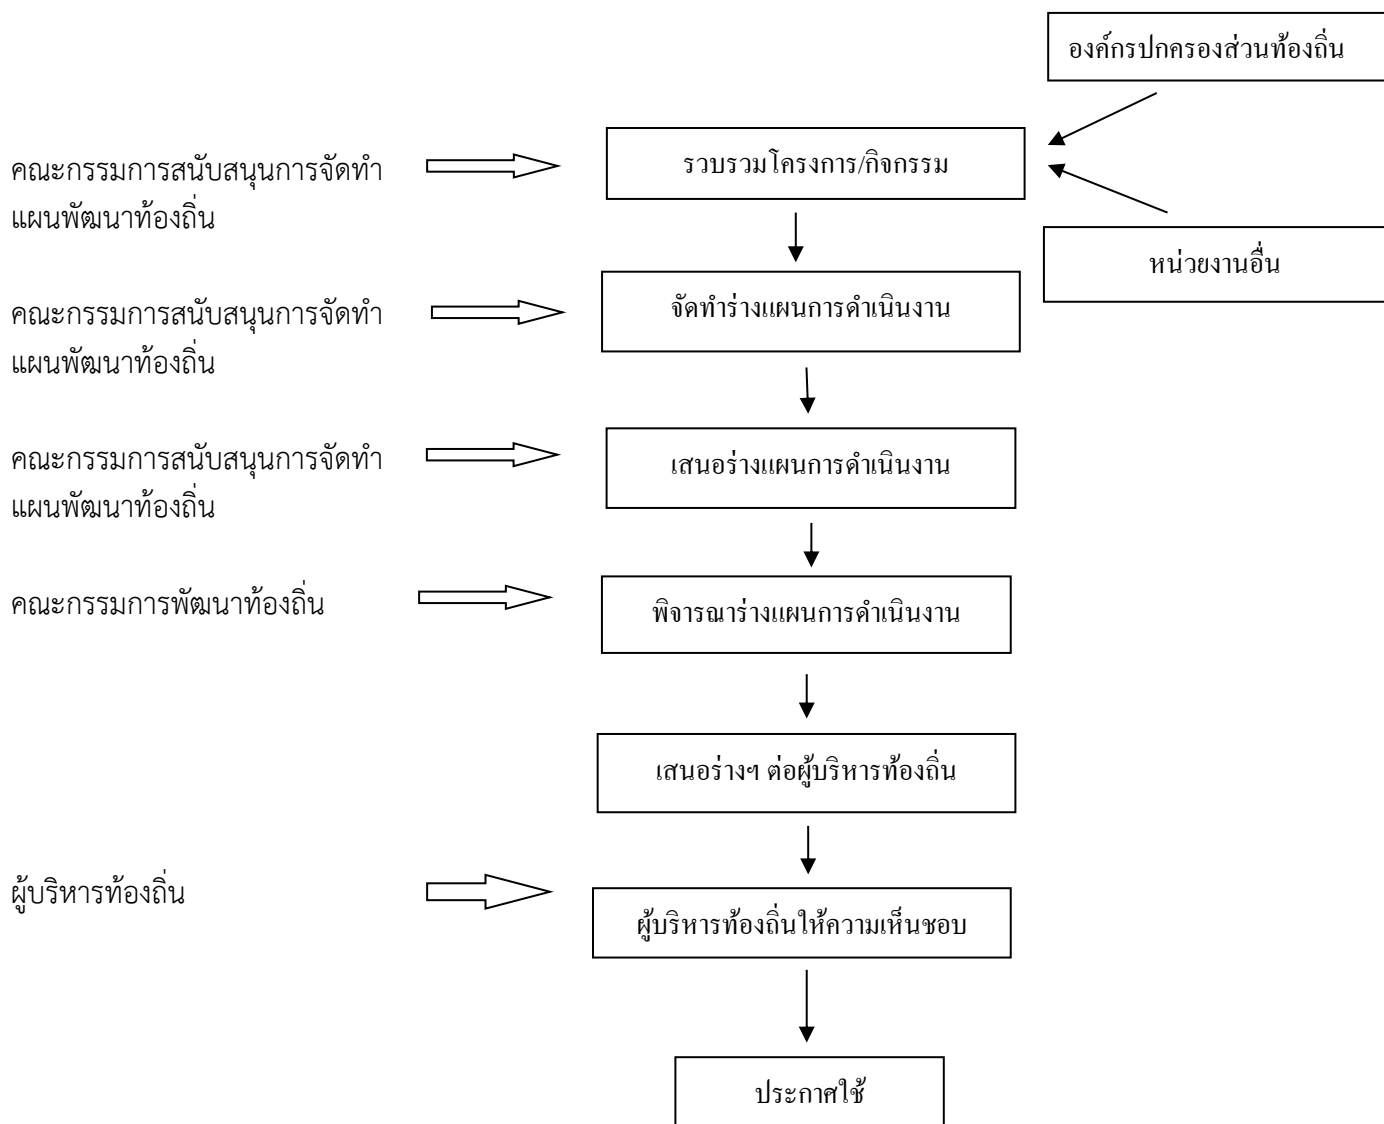 องค์กรปกครองส่วนท้องถิ่น
คณะกรรมการสนับสนุนการจัดทำ
แผนพัฒนาท้องถิ่น
รวบรวมโครงการ/กิจกรรม
หน่วยงานอื่น
คณะกรรมการสนับสนุนการจัดทำ
แผนพัฒนาท้องถิ่น
จัดทำร่างแผนการดำเนินงาน
คณะกรรมการสนับสนุนการจัดทำ
แผนพัฒนาท้องถิ่น
เสนอร่างแผนการดำเนินงาน
คณะกรรมการพัฒนาท้องถิ่น
พิจารณาร่างแผนการดำเนินงาน
เสนอร่างฯ ต่อผู้บริหารท้องถิ่น
ผู้บริหารท้องถิ่น
ผู้บริหารท้องถิ่นให้ความเห็นชอบ
ประกาศใช้